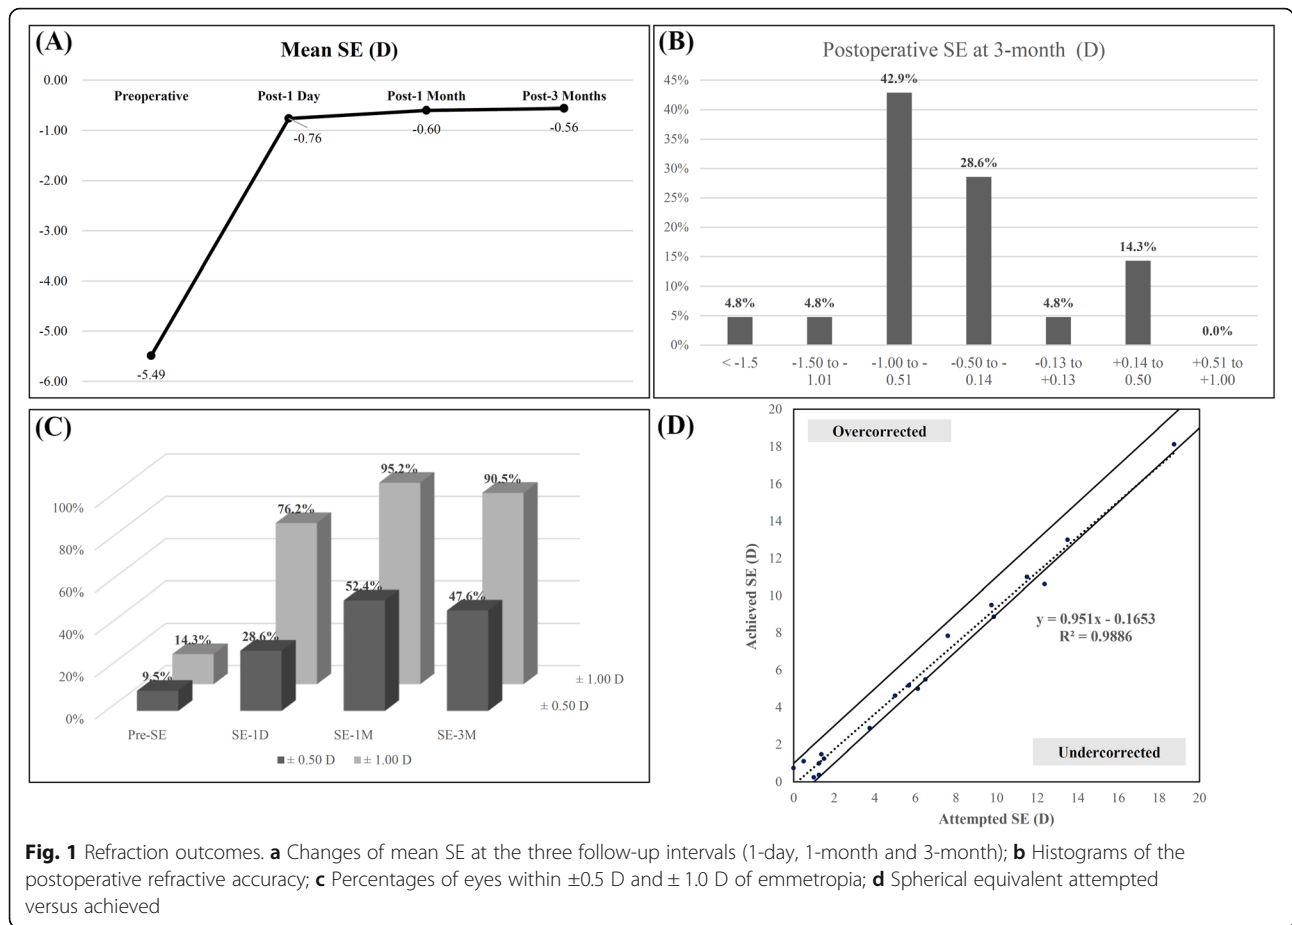 (A)
Mean SE (D)
0.00
-1.00
-2.00
-3.00
-4.00
-5.00
-6.00
Preoperative
Post-1 Day
Post-1 Month
Post-3 Months
-5.49
-0.76
-0.60
-0.56
(B)
Postoperative SE at 3-month (D)
45%
40%
35%
30%
25%
20%
15%
10%
5%
0%
4.8%
4.8%
42.9%
28.6%
4.8%
14.3%
0.0%
< -1.5
-1.50 to -
1.01
-1.00 to -
0.51
-0.50 to -
0.14
-0.13 to
+0.13
+0.14 to
0.50
+0.51 to
+1.00
(C)
100%
80%
60%
40%
20%
0%
9.5%
14.3%
28.6%
76.2%
52.4%
95.2%
47.6%
90.5%
± 1.00 D
± 0.50 D
Pre-SE
SE-1D
SE-1M
SE-3M
± 0.50 D
± 1.00 D
(D)
Overcorrected
20
18
16
14
12
10
8
6
4
2
0
Achieved SE (D)
y = 0.951x - 0.1653
R² = 0.9886
Undercorrected
0
2
4
6
8
10
12
14
16
18
20
Attempted SE (D)
Fig. 1 Refraction outcomes. a Changes of mean SE at the three follow-up intervals (1-day, 1-month and 3-month); b Histograms of the
postoperative refractive accuracy; c Percentages of eyes within ±0.5 D and ± 1.0 D of emmetropia; d Spherical equivalent attempted
versus achieved